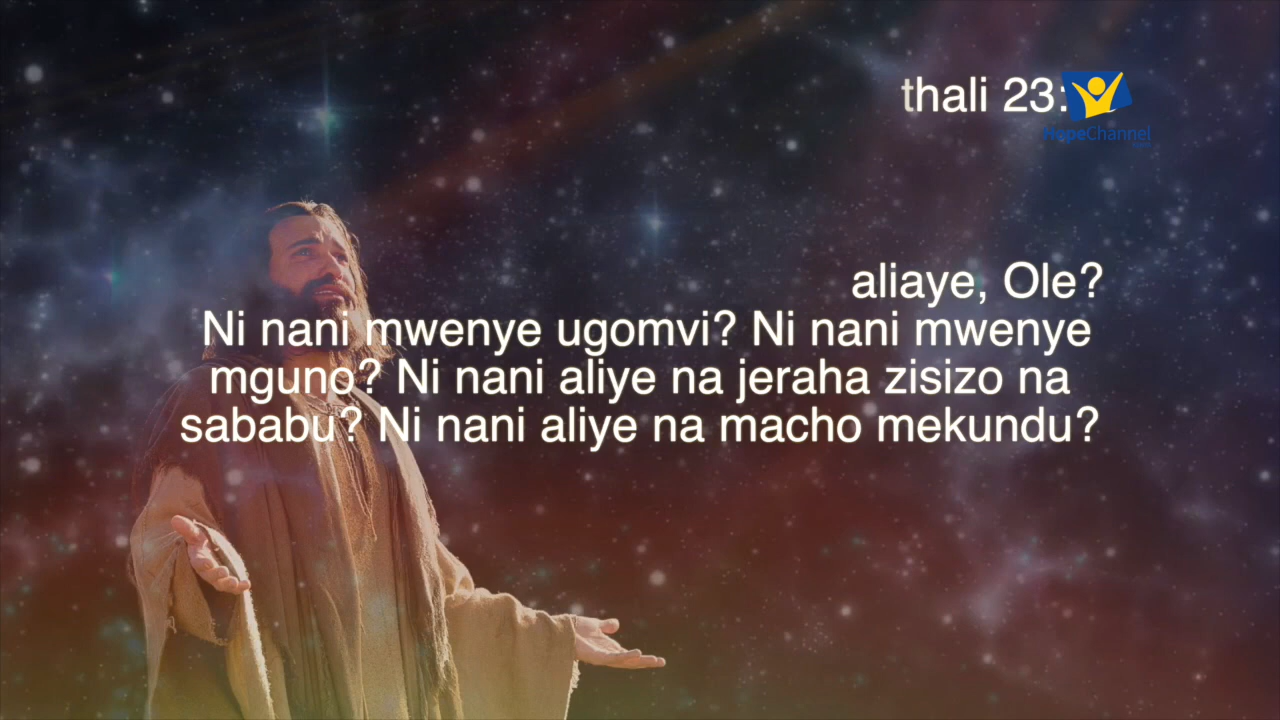 thali 23:
HopeChannel
aliaye, Ole?
Ni nani mwenye ugomvi? Ni nani mwenye
mguno? Ni nani aliye na jeraha zisizo na
sababu? Ni nani aliye na macho mekundu?